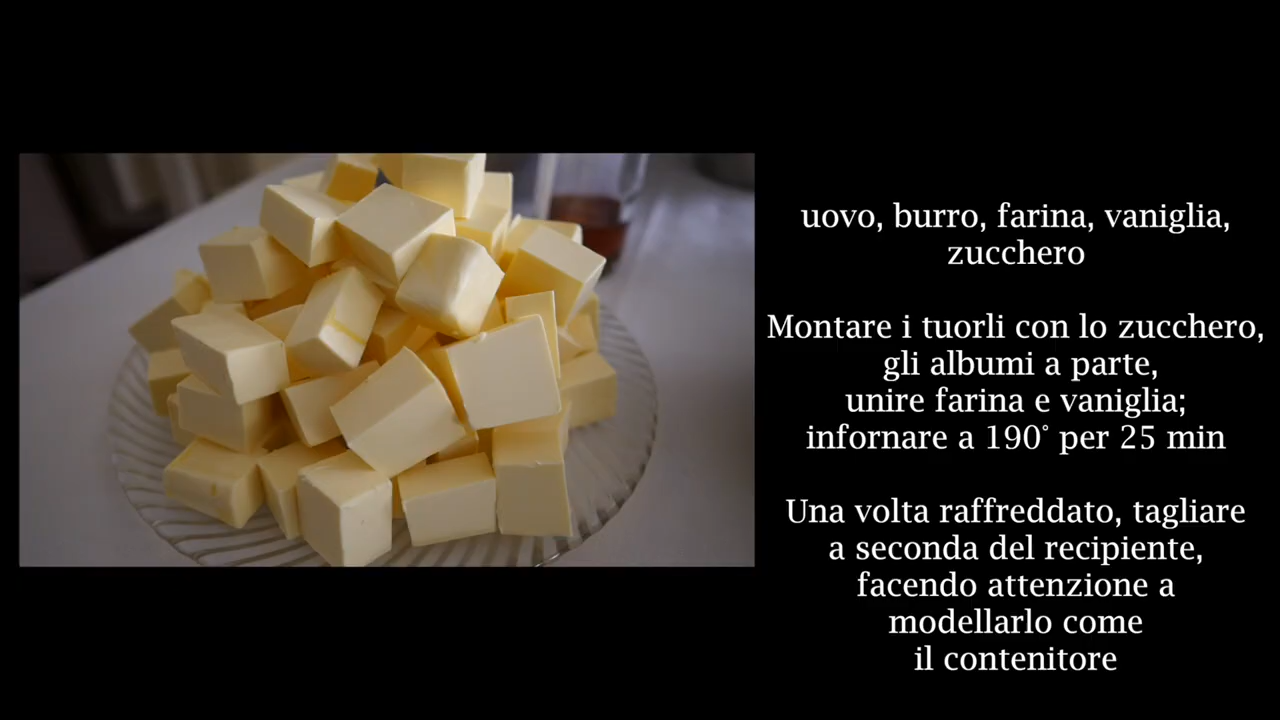 uovo, burro, farina, vaniglia,
zucchero
Montare i tuorli con lo zucchero,
gli albumi a parte,
unire farina e vaniglia;
infornare a 190° per 25 min
Una volta raffreddato, tagliare
a seconda del recipiente,
facendo attenzione a
modellarlo come
il contenitore